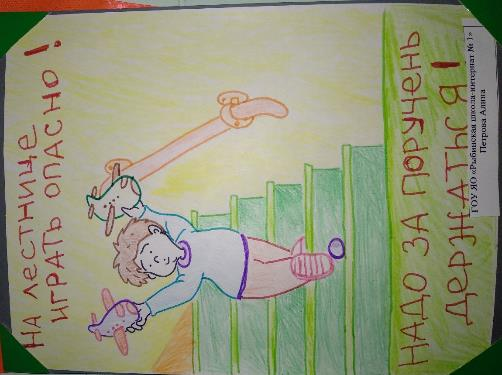 НА ЛЕСТНИЦЕ
ИГРАТЬ ОПАСНО!
НАДО ЗА ПОРУЧЕНЬ
ДЕРЖАТЬСЯ!
ГОУ ЯО «Рыбинская школа-интернат № 1»
Петрова Алина